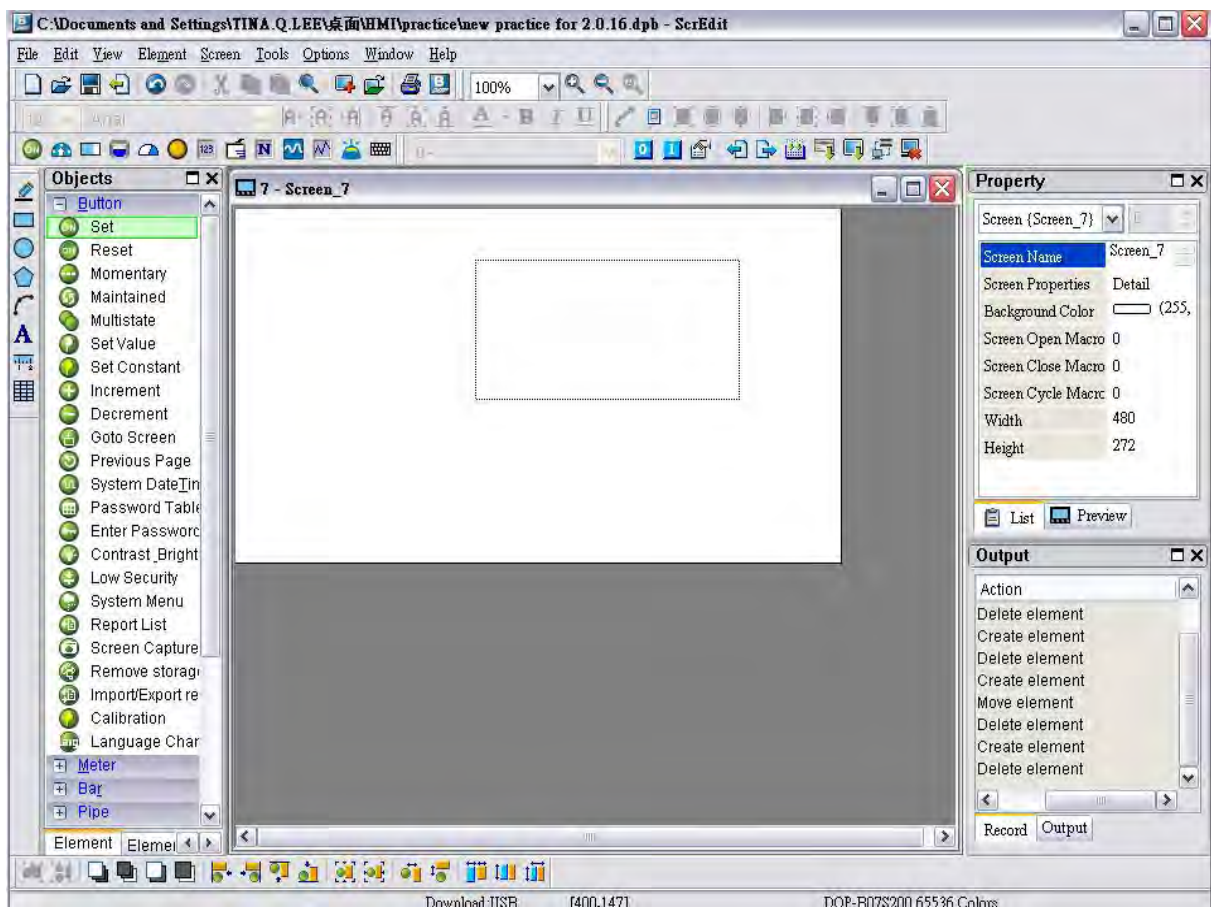 C:\Documents and Settings\TINA.Q.LEE\桌面\HMI\practice\new practice for 2.0.16.dpb - ScrEdit
File Edit View Element Screen Tools Options Window Help
100%
Objects
Button
Set
Reset
Momentary
Maintained
Multistate
Set Value
Set Constant
Increment
Decrement
Goto Screen
Previous Page
System DateTin
Password Table
Enter Passworc
Contrast_Bright
Low Security
System Menu
Report List
Screen Capture
Remove storag
Import/Export re
Calibration
Language Char
Meter
Bar
Pipe
Element Elemei
7 - Screen_7
Property
Screen {Screen_7}
Screen Name Screen_7
Screen Properties Detail
Background Color (255,
Screen Open Macro 0
Screen Close Macro 0
Screen Cycle Macrc 0
Width 480
Height 272
List Preview
Output
Action
Delete element
Create element
Delete element
Create element
Move element
Delete element
Create element
Delete element
Record Output
Download:USB [400,147] DOP-B07S200 65536 Colors